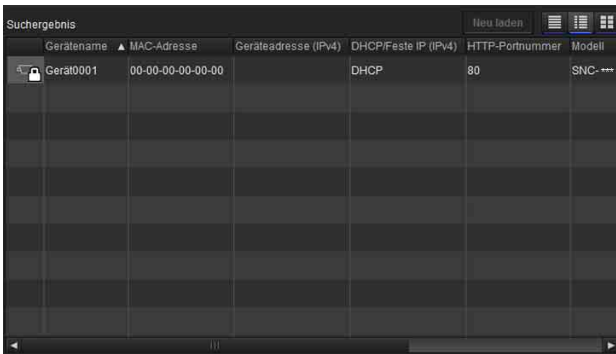 Suchergebnis Neu laden
Gerätename ▲ MAC-Adresse Geräteadresse (IPv4) DHCP/Feste IP (IPv4) HTTP-Portnummer Modell
Gerät0001 00-00-00-00-00-00 DHCP 80 SNC-***